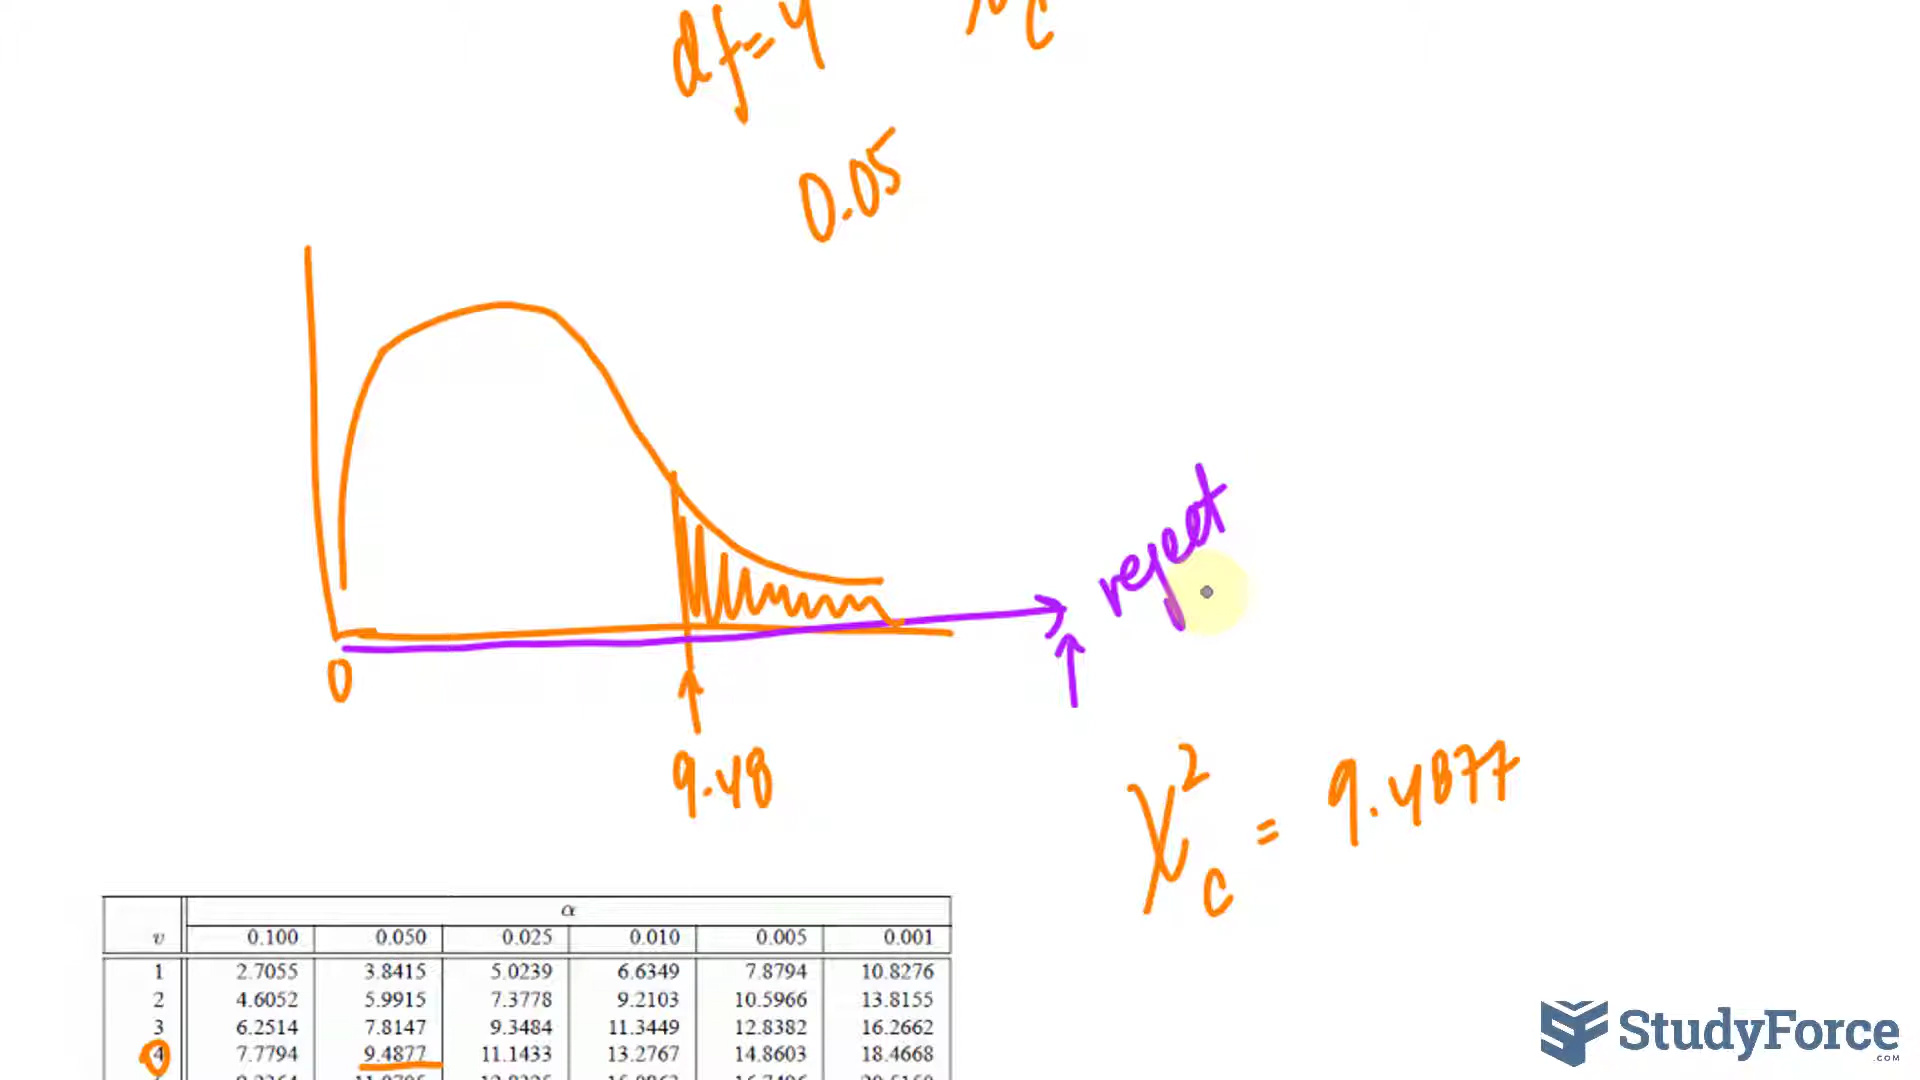 df=4
0.05
reject
0
9.48
χ²c = 9.4877
α
υ 0.100 0.050 0.025 0.010 0.005 0.001
1 2.7055 3.8415 5.0239 6.6349 7.8794 10.8276
2 4.6052 5.9915 7.3778 9.2103 10.5966 13.8155
3 6.2514 7.8147 9.3484 11.3449 12.8382 16.2662
4 7.7794 9.4877 11.1433 13.2767 14.8603 18.4668
StudyForce
.COM